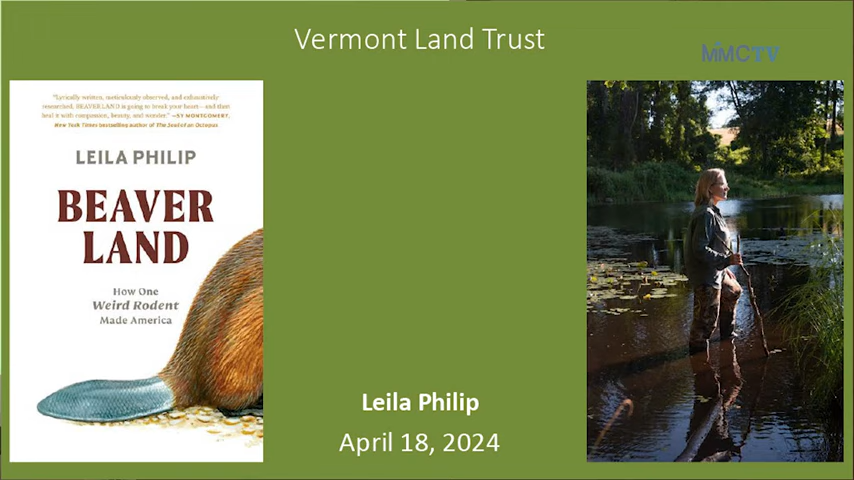 Vermont Land Trust
MMCTV
"Lyrically written, meticulously observed, and exhaustively
researched, BEAVERLAND is going to break your heart—and then
heal it with compassion, beauty, and wonder." —SY MONTGOMERY,
New York Times bestselling author of The Soul of an Octopus
LEILA PHILIP
BEAVER
LAND
How One
Weird Rodent
Made America
Leila Philip
April 18, 2024